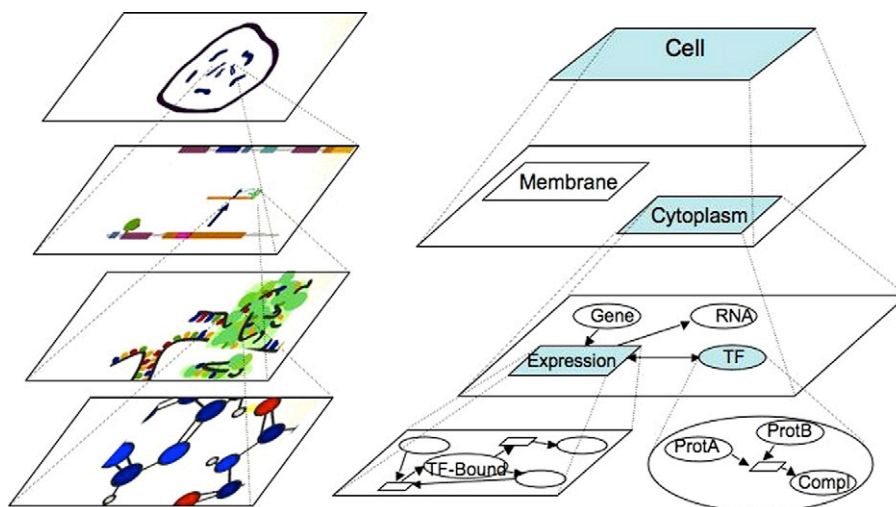 Cell
Membrane
Cytoplasm
Gene
RNA
Expression
TF
TF-Bound
ProtA
ProtB
Compl